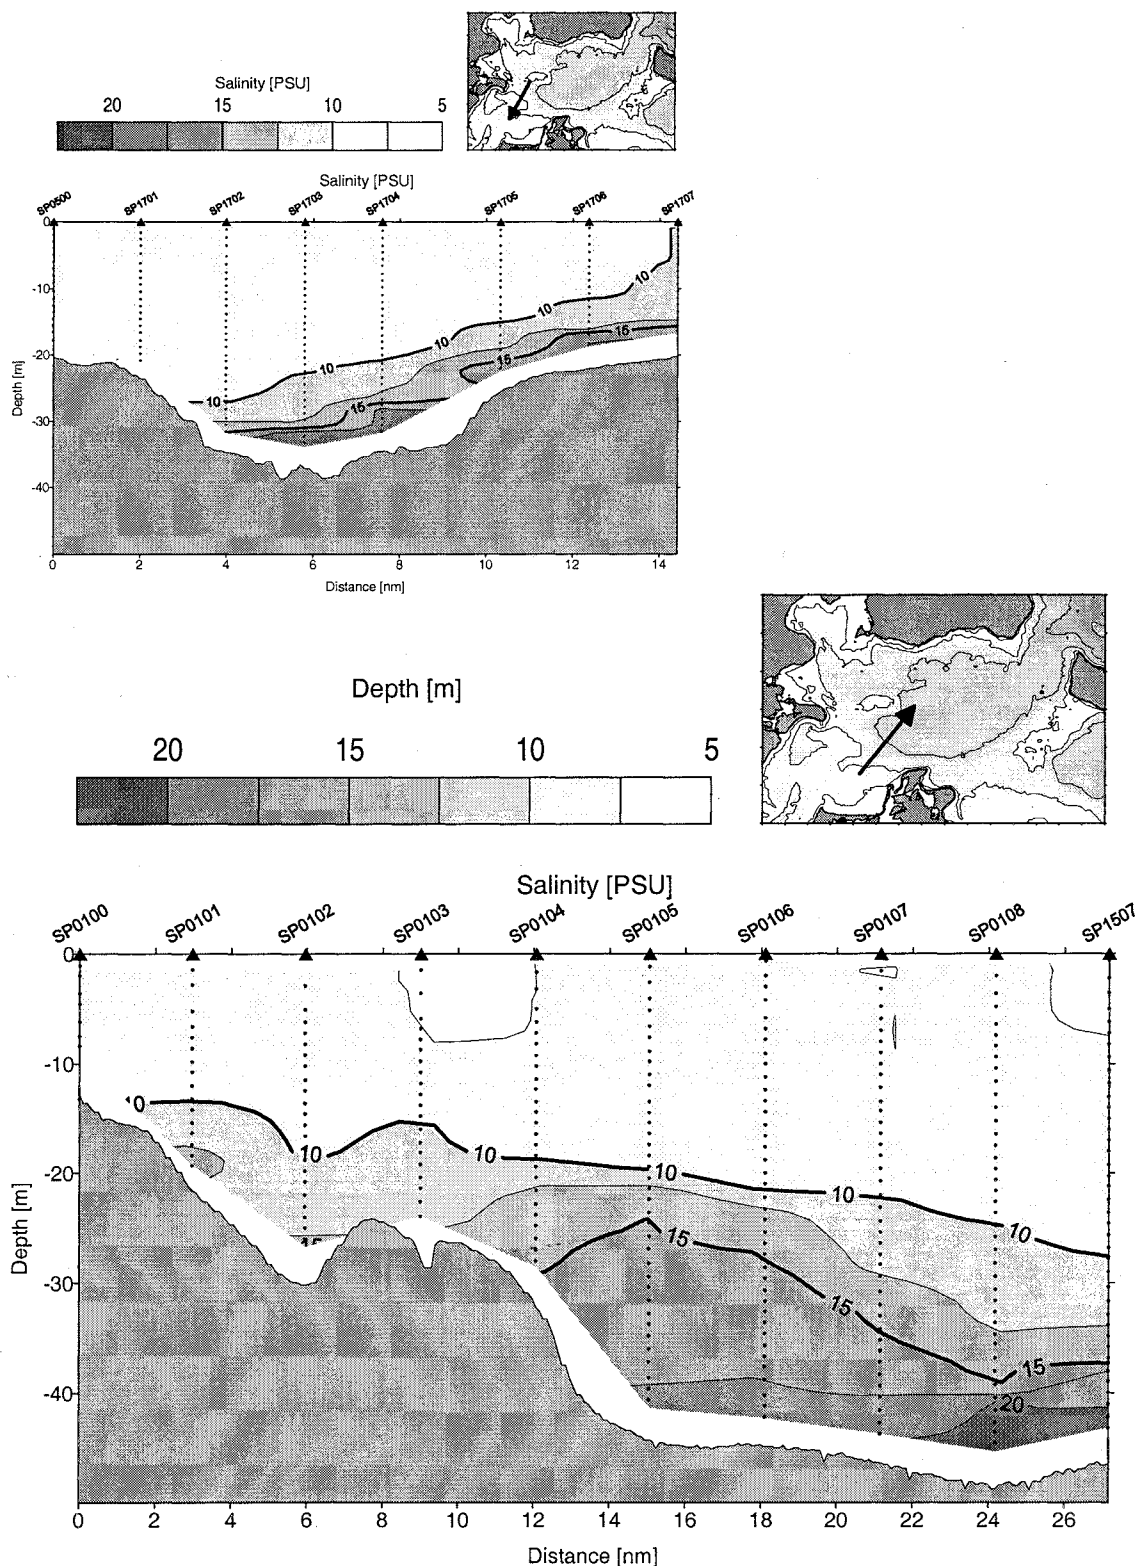 Salinity [PSU]
20 15 10 5
Salinity [PSU]
SP0500 SP1701 SP1702 SP1703 SP1704 SP1705 SP1706 SP1707
0
-10
-20
-30
-40
Depth [m]
10 10 10 10 10
15 15 15
0 2 4 6 8 10 12 14
Distance [nm]
Depth [m]
20 15 10 5
Salinity [PSU]
SP0100 SP0101 SP0102 SP0103 SP0104 SP0105 SP0106 SP0107 SP0108 SP1507
0
-10
-20
-30
-40
Depth [m]
10 10 10 10 10
15 15 15
20
0 2 4 6 8 10 12 14 16 18 20 22 24 26
Distance [nm]